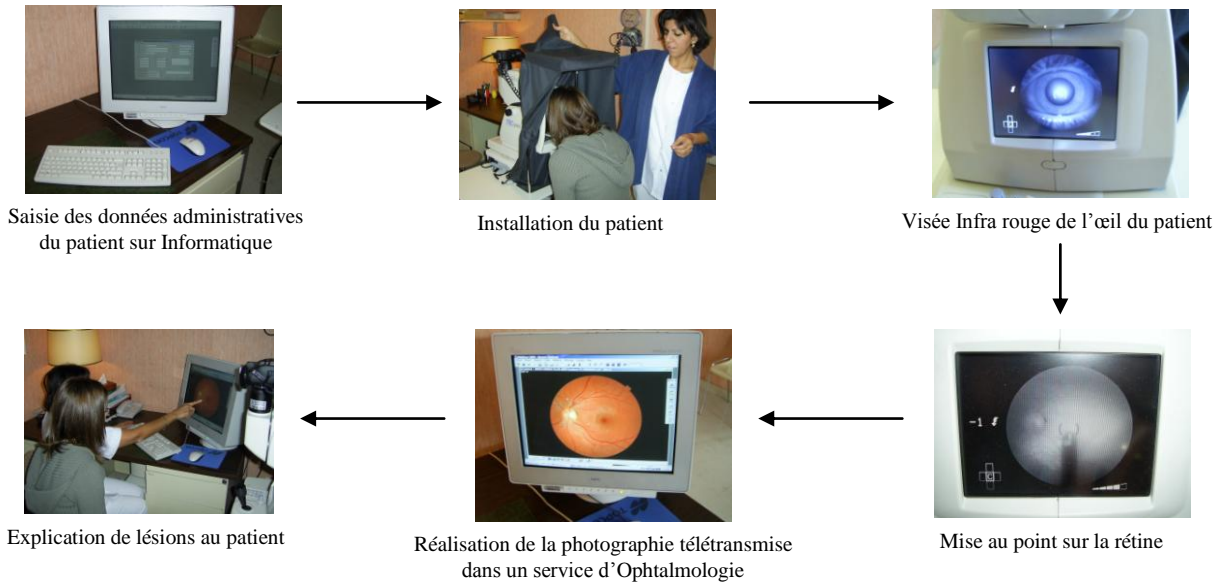 Saisie des données administratives
du patient sur Informatique
Installation du patient
Visée Infra rouge de l'œil du patient
Mise au point sur la rétine
-1
Réalisation de la photographie télétransmise
dans un service d'Ophtalmologie
Explication de lésions au patient